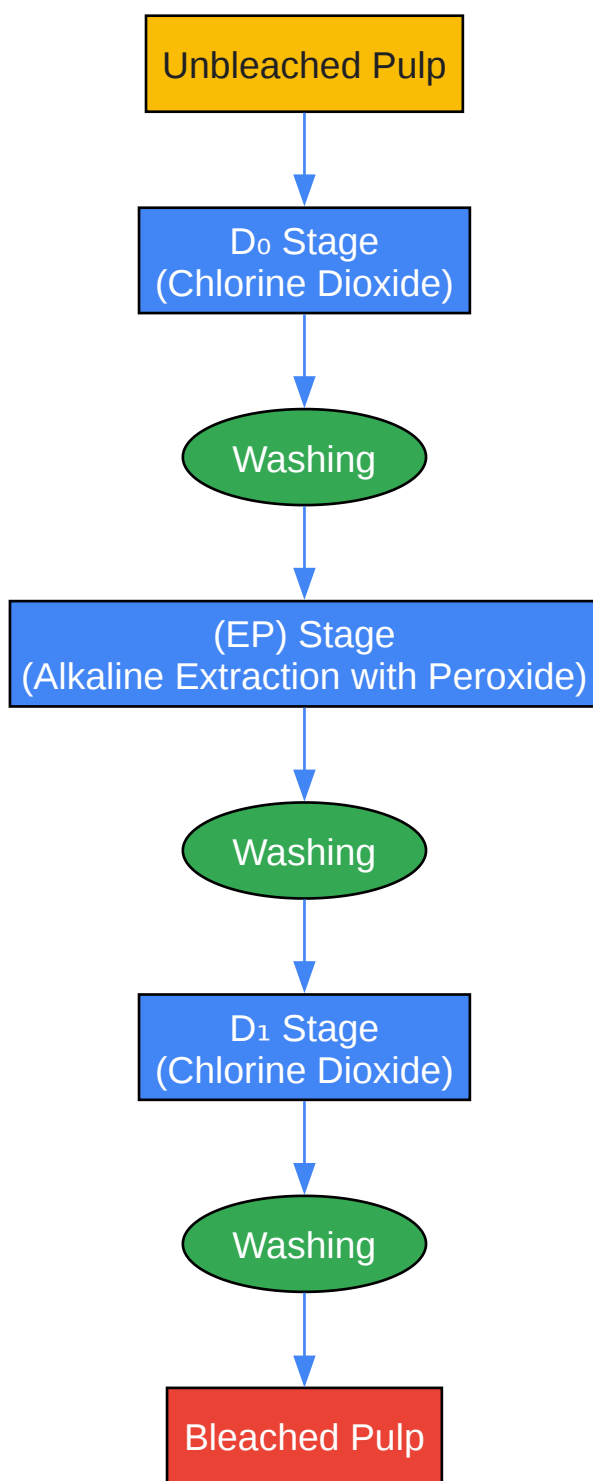 Unbleached Pulp
D₀ Stage
(Chlorine Dioxide)
Washing
(EP) Stage
(Alkaline Extraction with Peroxide)
Washing
D₁ Stage
(Chlorine Dioxide)
Washing
Bleached Pulp